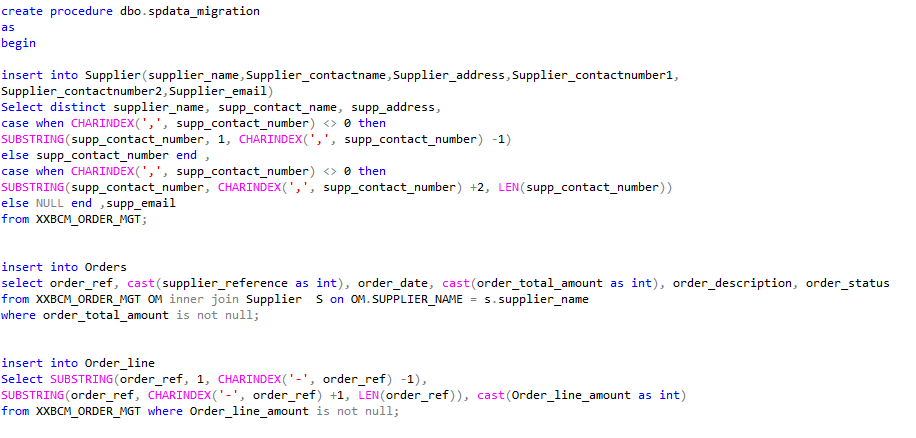 create procedure dbo.spdata_migration
as
begin
insert into Supplier(supplier_name,Supplier_contactname,Supplier_address,Supplier_contactnumber1,
Supplier_contactnumber2,Supplier_email)
Select distinct supplier_name, supp_contact_name, supp_address,
case when CHARINDEX(',', supp_contact_number) <> 0 then
SUBSTRING(supp_contact_number, 1, CHARINDEX(',', supp_contact_number) -1)
else supp_contact_number end ,
case when CHARINDEX(',', supp_contact_number) <> 0 then
SUBSTRING(supp_contact_number, CHARINDEX(',', supp_contact_number) +2, LEN(supp_contact_number))
else NULL end ,supp_email
from XXBCM_ORDER_MGT;
insert into Orders
select order_ref, cast(supplier_reference as int), order_date, cast(order_total_amount as int), order_description, order_status
from XXBCM_ORDER_MGT OM inner join Supplier  S on OM.SUPPLIER_NAME = s.supplier_name
where order_total_amount is not null;
insert into Order_line
Select SUBSTRING(order_ref, 1, CHARINDEX('-', order_ref) -1),
SUBSTRING(order_ref, CHARINDEX('-', order_ref) +1, LEN(order_ref)), cast(Order_line_amount as int)
from XXBCM_ORDER_MGT where Order_line_amount is not null;